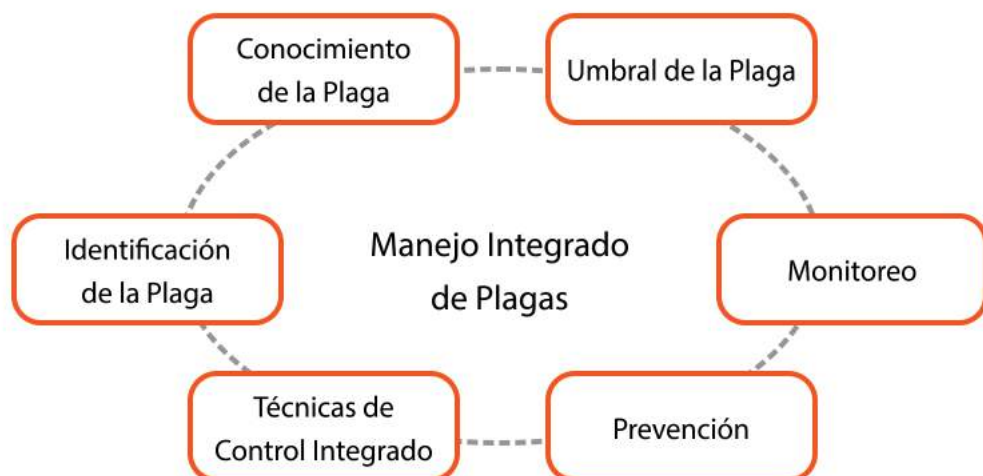 Conocimiento
de la Plaga
Umbral de la Plaga
Identificación
de la Plaga
Manejo Integrado
de Plagas
Monitoreo
Técnicas de
Control Integrado
Prevención